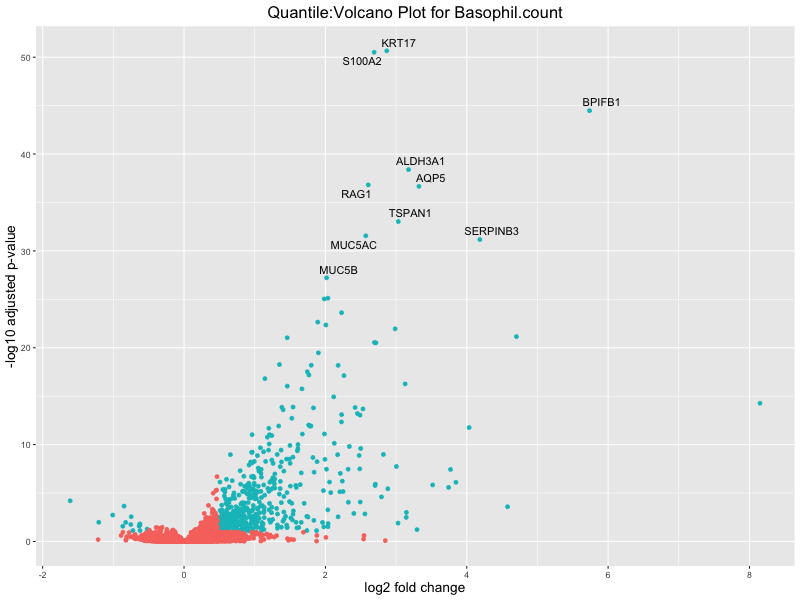 Quantile:Volcano Plot for Basophil.count
KRT17
S100A2
BPIFB1
ALDH3A1
AQP5
RAG1
TSPAN1
SERPINB3
MUC5AC
MUC5B
50
40
30
20
10
0
-log10 adjusted p-value
-2
0
2
4
6
8
log2 fold change